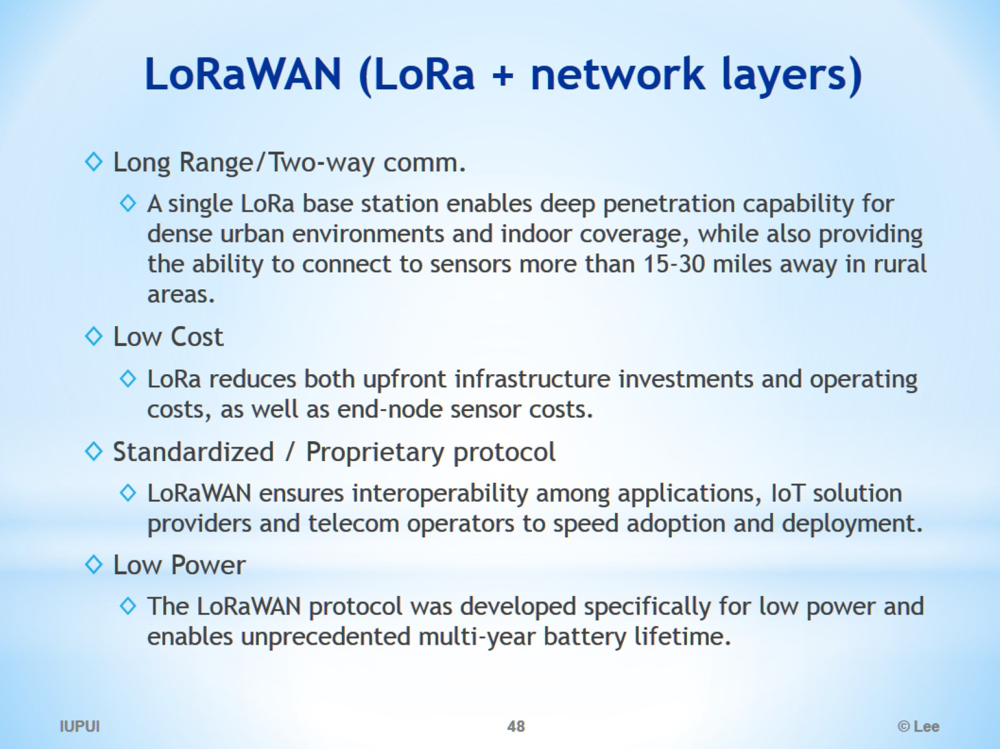 LoRaWAN (LoRa + network layers)
◇ Long Range/Two-way comm.
◇ A single LoRa base station enables deep penetration capability for
dense urban environments and indoor coverage, while also providing
the ability to connect to sensors more than 15-30 miles away in rural
areas.
◇ Low Cost
◇ LoRa reduces both upfront infrastructure investments and operating
costs, as well as end-node sensor costs.
◇ Standardized / Proprietary protocol
◇ LoRaWAN ensures interoperability among applications, IoT solution
providers and telecom operators to speed adoption and deployment.
◇ Low Power
◇ The LoRaWAN protocol was developed specifically for low power and
enables unprecedented multi-year battery lifetime.
IUPUI 48 © Lee